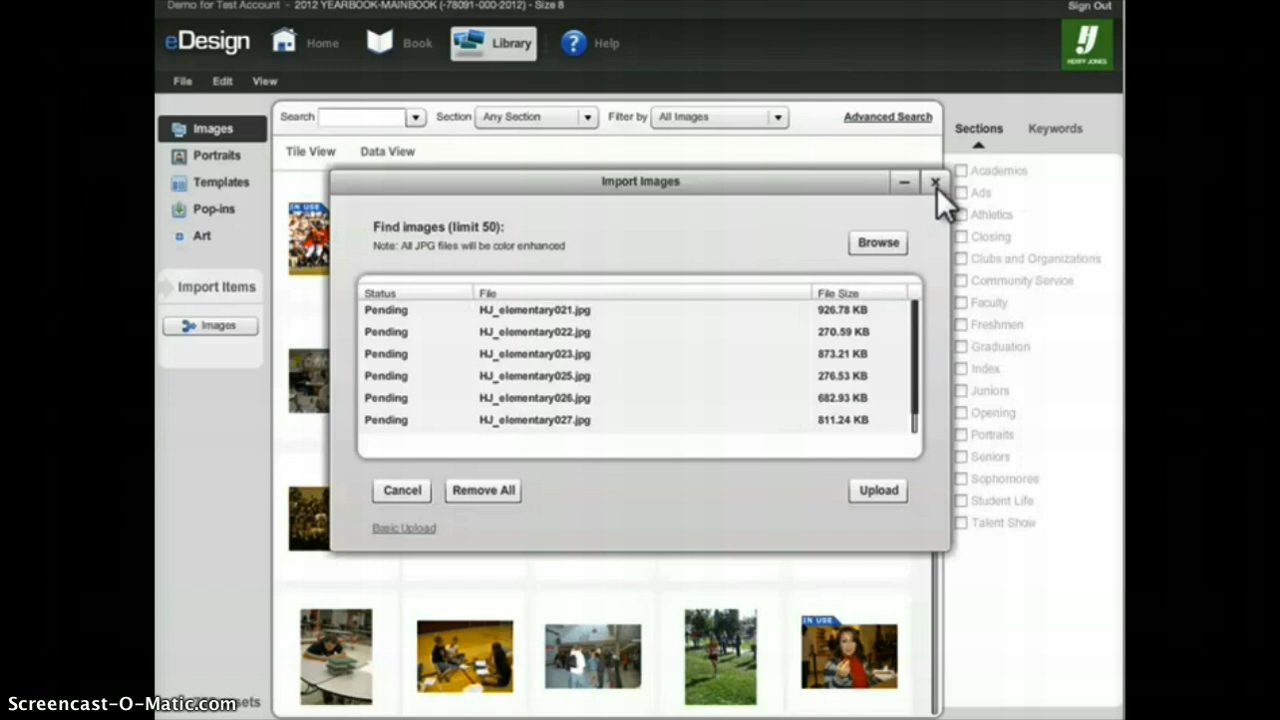 Demo for Test Account - 2012 YEARBOOK-MAINBOOK (-78091-000-2012) - Size 8
Sign Out
eDesign
Home
Book
Library
Help
HERFF JONES
File Edit View
Images
Portraits
Templates
Pop-ins
Art
Import Items
Images
Search
Section Any Section
Filter by All Images
Advanced Search
Tile View Data View
Sections Keywords
Academics
Ads
Athletics
Closing
Clubs and Organizations
Community Service
Faculty
Freshmen
Graduation
Index
Juniors
Opening
Portraits
Seniors
Sophomores
Student Life
Talent Show
Import Images
Find images (limit 50):
Note: All JPG files will be color enhanced
Browse
Status File File Size
Pending HJ_elementary021.jpg 926.78 KB
Pending HJ_elementary022.jpg 270.59 KB
Pending HJ_elementary023.jpg 873.21 KB
Pending HJ_elementary025.jpg 276.53 KB
Pending HJ_elementary026.jpg 682.93 KB
Pending HJ_elementary027.jpg 811.24 KB
Cancel Remove All Upload
Basic Upload
IN USE
IN USE
Screencast-O-Matic.com